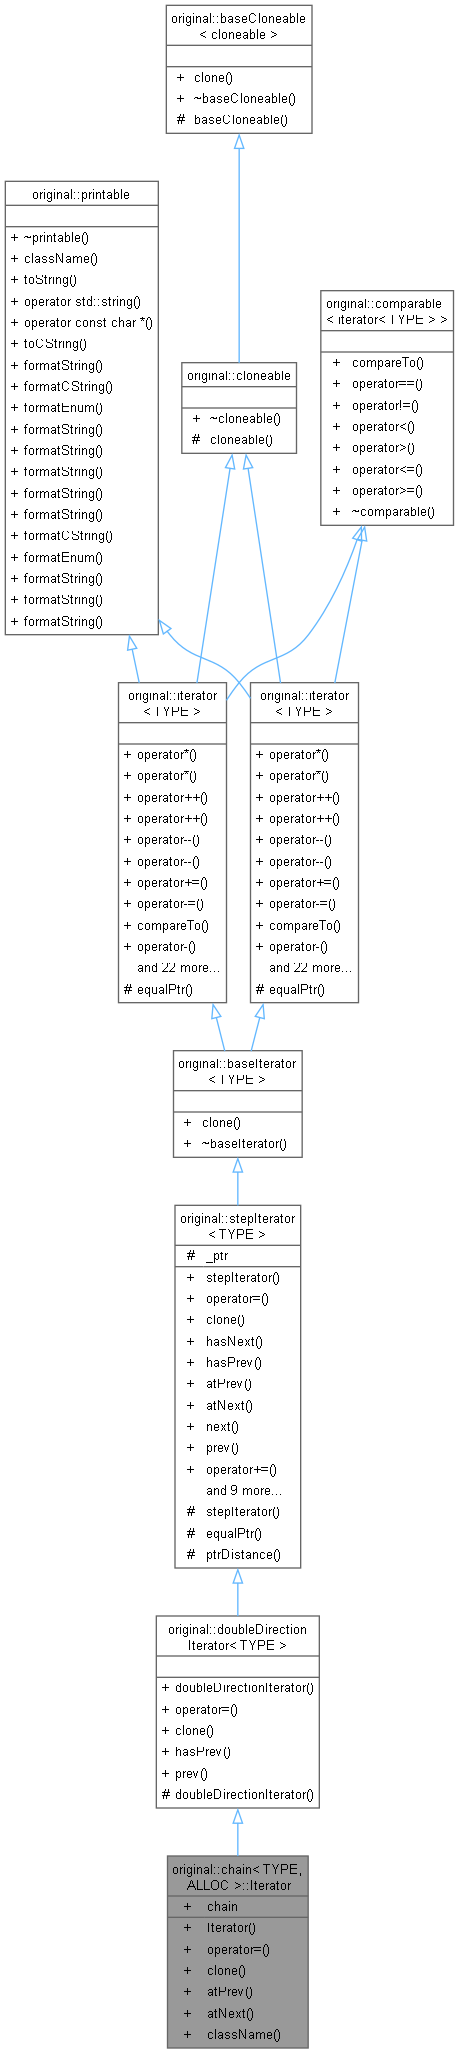 original::baseCloneable
< cloneable >
+ clone()
+ ~baseCloneable()
# baseCloneable()
original::printable
+ ~printable()
+ className()
+ toString()
+ operator std::string()
+ operator const char *()
+ toCString()
+ formatString()
+ formatCString()
+ formatEnum()
+ formatString()
+ formatString()
+ formatString()
+ formatString()
+ formatString()
+ formatCString()
+ formatEnum()
+ formatString()
+ formatString()
+ formatString()
original::comparable
< iterator< TYPE > >
+ compareTo()
+ operator==()
+ operator!=()
+ operator<()
+ operator>()
+ operator<=()
+ operator>=()
+ ~comparable()
original::cloneable
+ ~cloneable()
# cloneable()
original::iterator
< TYPE >
+ operator*()
+ operator*()
+ operator++()
+ operator++()
+ operator--()
+ operator--()
+ operator+=()
+ operator-=()
+ compareTo()
+ operator-()
and 22 more...
# equalPtr()
original::iterator
< TYPE >
+ operator*()
+ operator*()
+ operator++()
+ operator++()
+ operator--()
+ operator--()
+ operator+=()
+ operator-=()
+ compareTo()
+ operator-()
and 22 more...
# equalPtr()
original::baseIterator
< TYPE >
+ clone()
+ ~baseIterator()
original::stepIterator
< TYPE >
# _ptr
+ stepIterator()
+ operator=()
+ clone()
+ hasNext()
+ hasPrev()
+ atPrev()
+ atNext()
+ next()
+ prev()
+ operator+=()
and 9 more...
# stepIterator()
# equalPtr()
# ptrDistance()
original::doubleDirection
Iterator< TYPE >
+ doubleDirectionIterator()
+ operator=()
+ clone()
+ hasPrev()
+ prev()
# doubleDirectionIterator()
original::chain< TYPE,
ALLOC >::Iterator
+ chain
+ Iterator()
+ operator=()
+ clone()
+ atPrev()
+ atNext()
+ className()